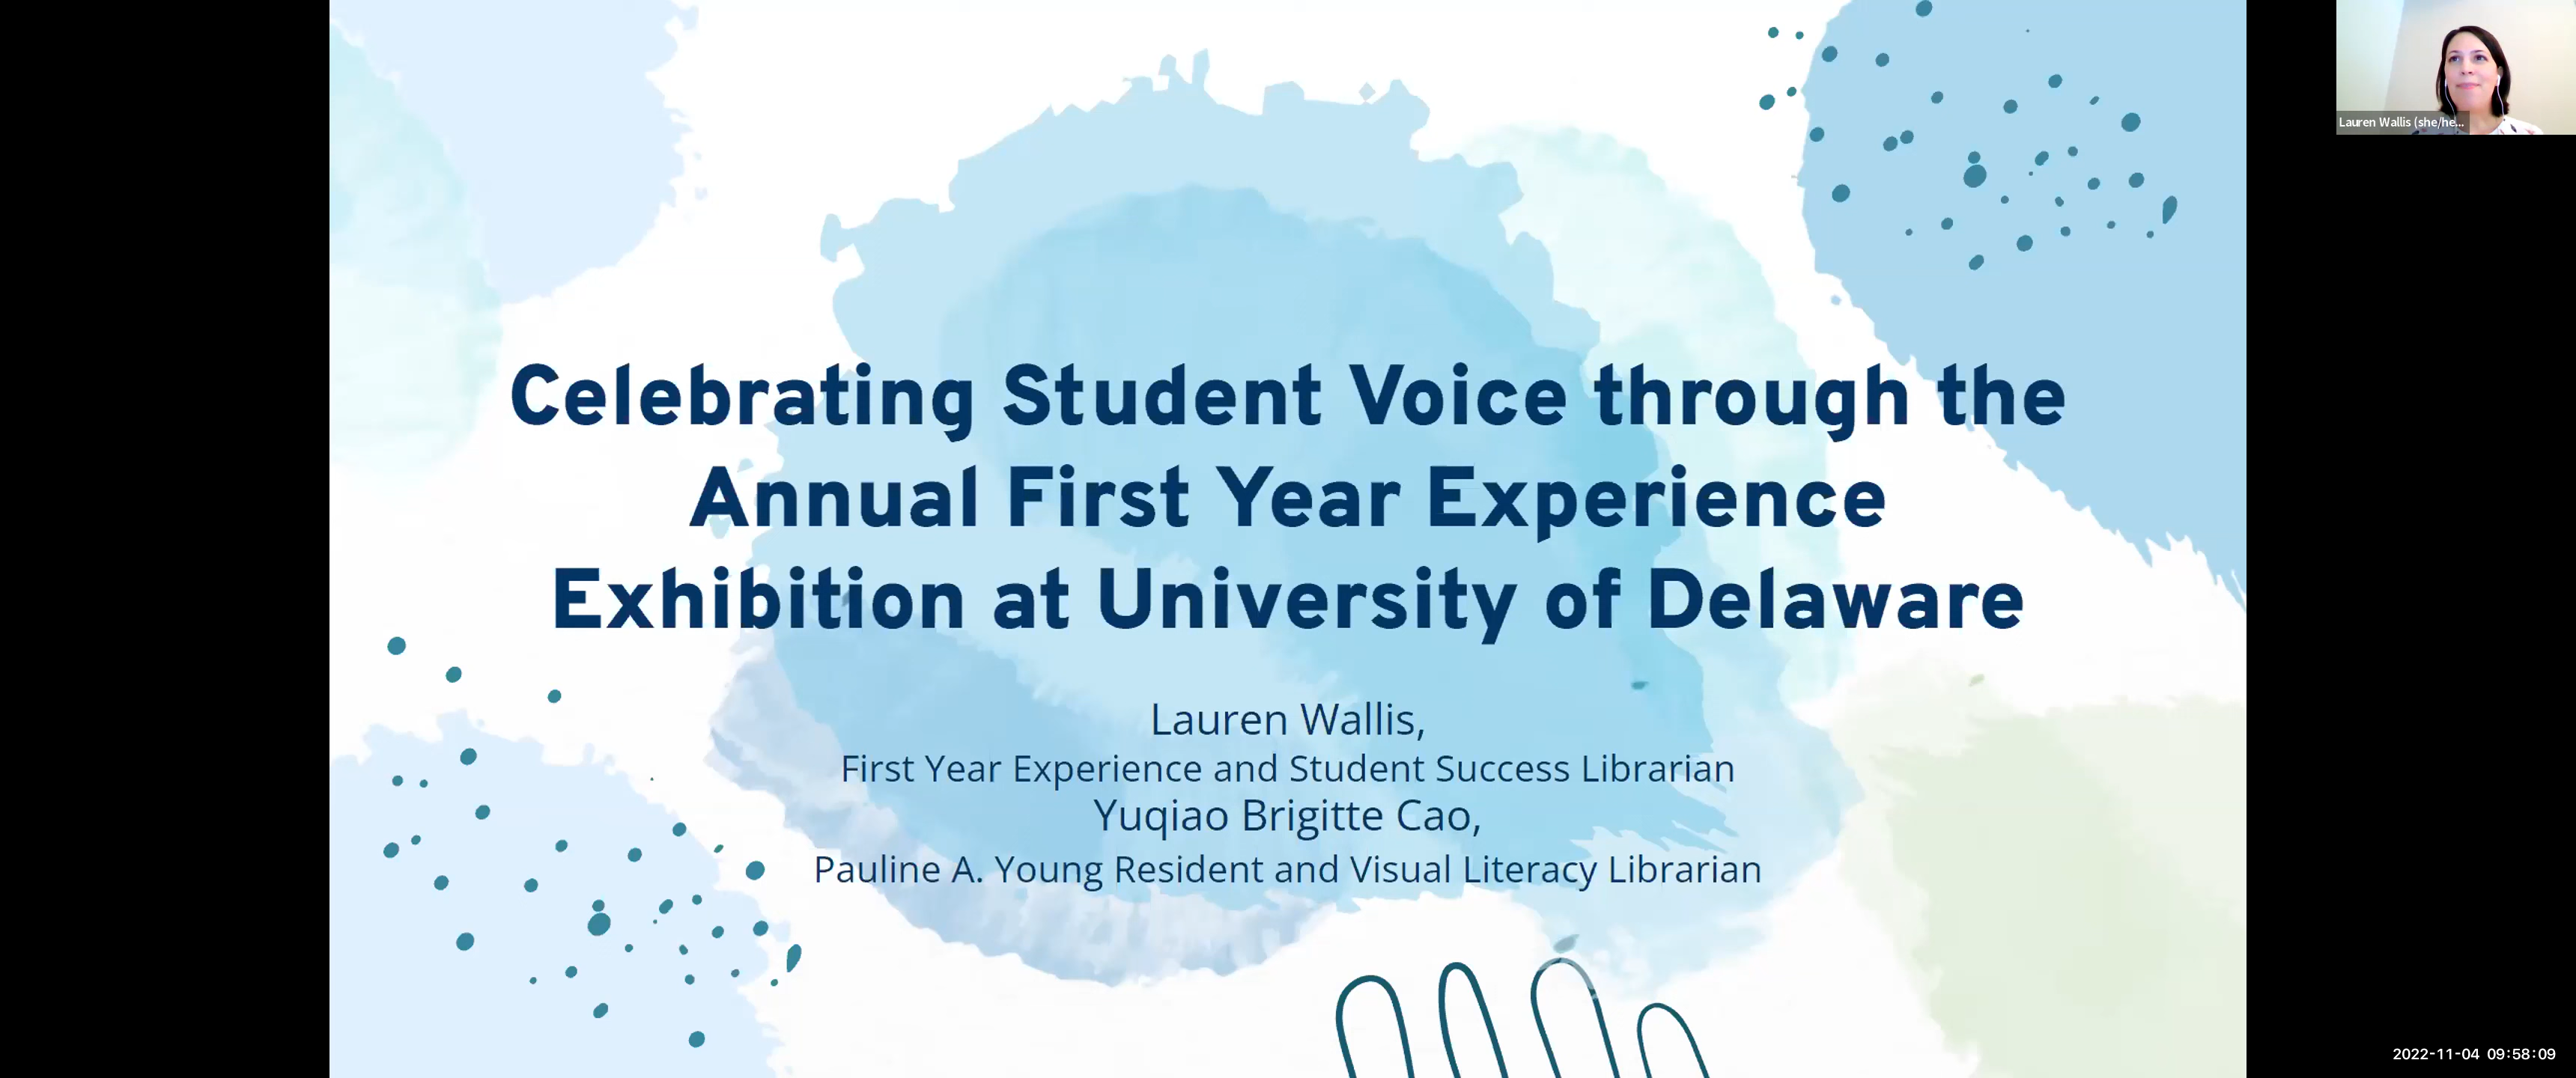 Celebrating Student Voice through the
Annual First Year Experience
Exhibition at University of Delaware
Lauren Wallis,
First Year Experience and Student Success Librarian
Yuqiao Brigitte Cao,
Pauline A. Young Resident and Visual Literacy Librarian
Lauren Wallis (she/he...
2022-11-04 09:58:09